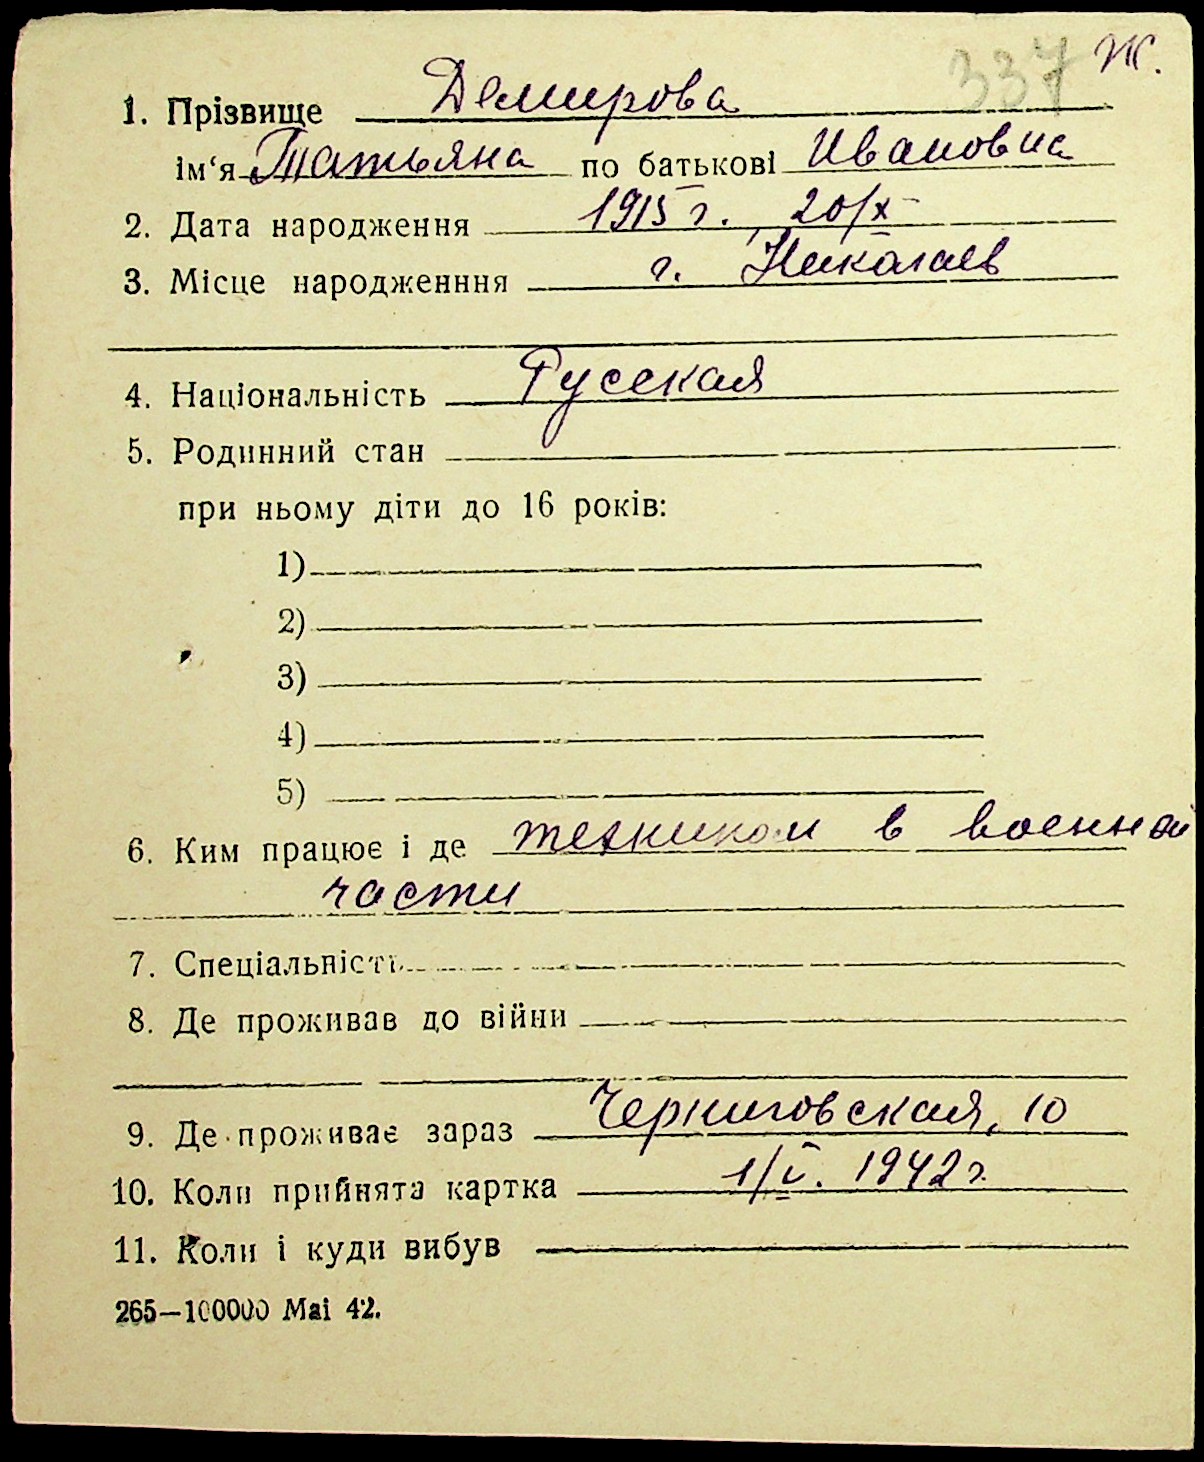 337 Ж.
1. Прізвище Демирова
ім‘я Татьяна по батькові Ивановна
2. Дата народження 1915 г. 20/X
3. Місце народженння г. Николаев
4. Національність Русская
5. Родинний стан
при ньому діти до 16 років:
1)
2)
3)
4)
5)
6. Ким працює і де техником в военной
части
7. Спеціальність
8. Де проживав до війни
9. Де проживає зараз Черниговская, 10
10. Коли прийнята картка 1/V. 1942 г.
11. Коли і куди вибув
265—100000 Маі 42.